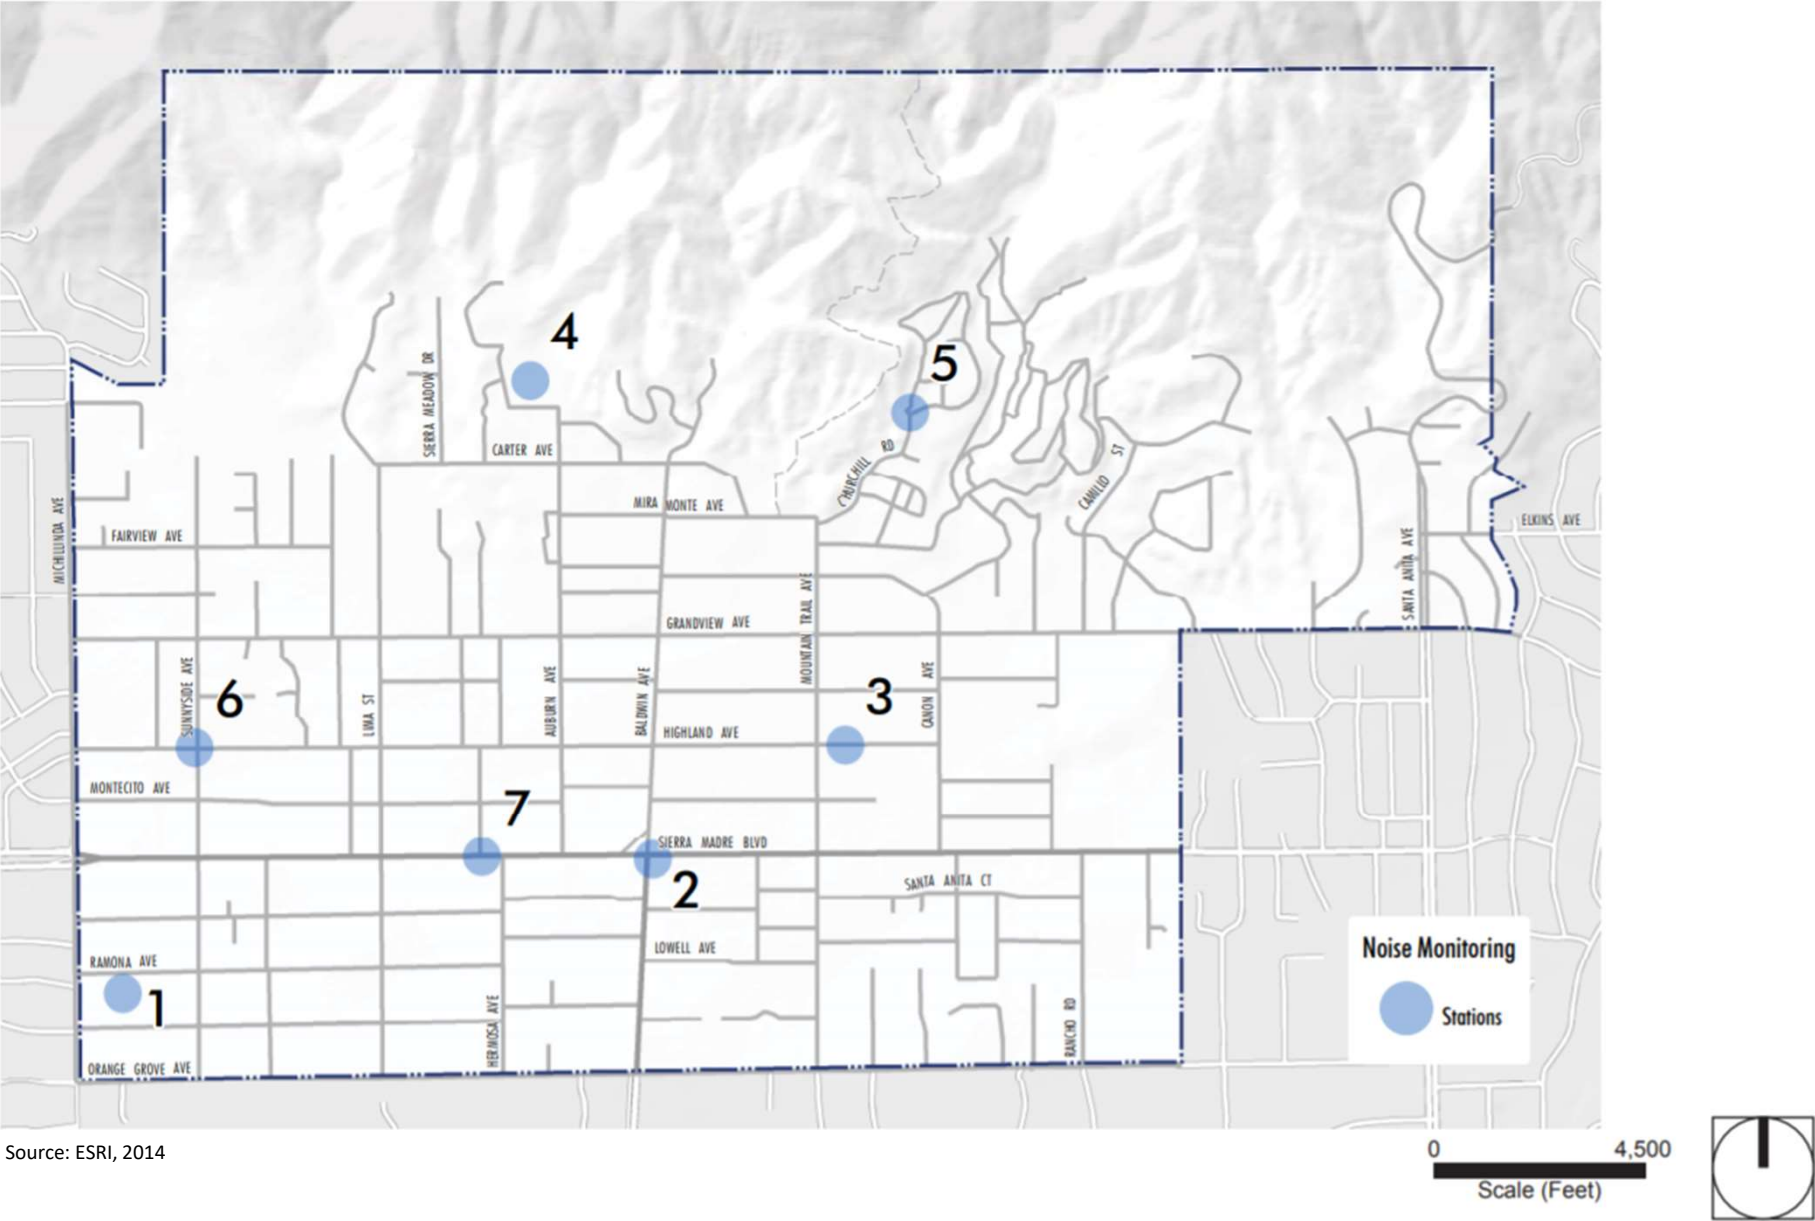 4
5
SIERRA MEADOW DR
CARTER AVE
CHURCHILL RD
CAMILLO ST
MIRA MONTE AVE
MICHILLINDA AVE
FAIRVIEW AVE
ELKINS AVE
SANTA ANITA AVE
MOUNTAIN TRAIL AVE
GRANDVIEW AVE
SUNNYSIDE AVE
6
LIMA ST
AUBURN AVE
BALDWIN AVE
3
CANON AVE
HIGHLAND AVE
MONTECITO AVE
7
SIERRA MADRE BLVD
2
SANTA ANITA CT
LOWELL AVE
RAMONA AVE
1
HERMOSA AVE
RANCHO RD
ORANGE GROVE AVE
Noise Monitoring
Stations
Source: ESRI, 2014
0 4,500
Scale (Feet)